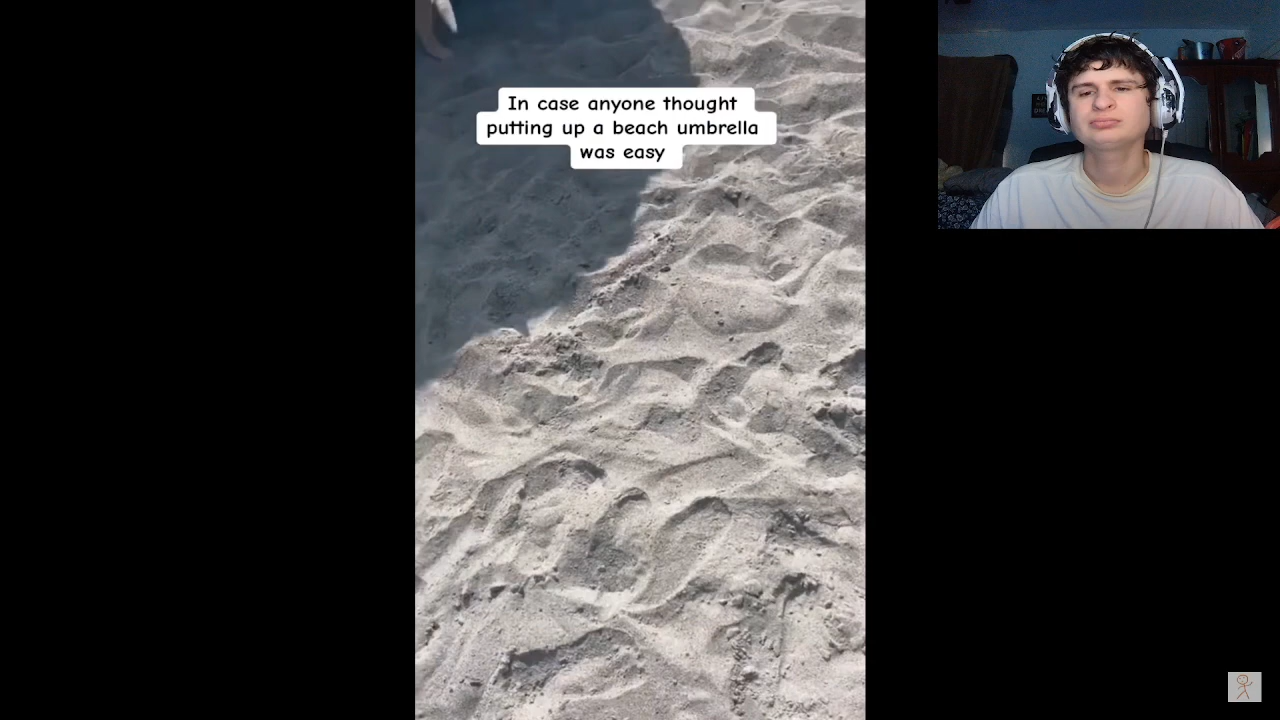 In case anyone thought
putting up a beach umbrella
was easy